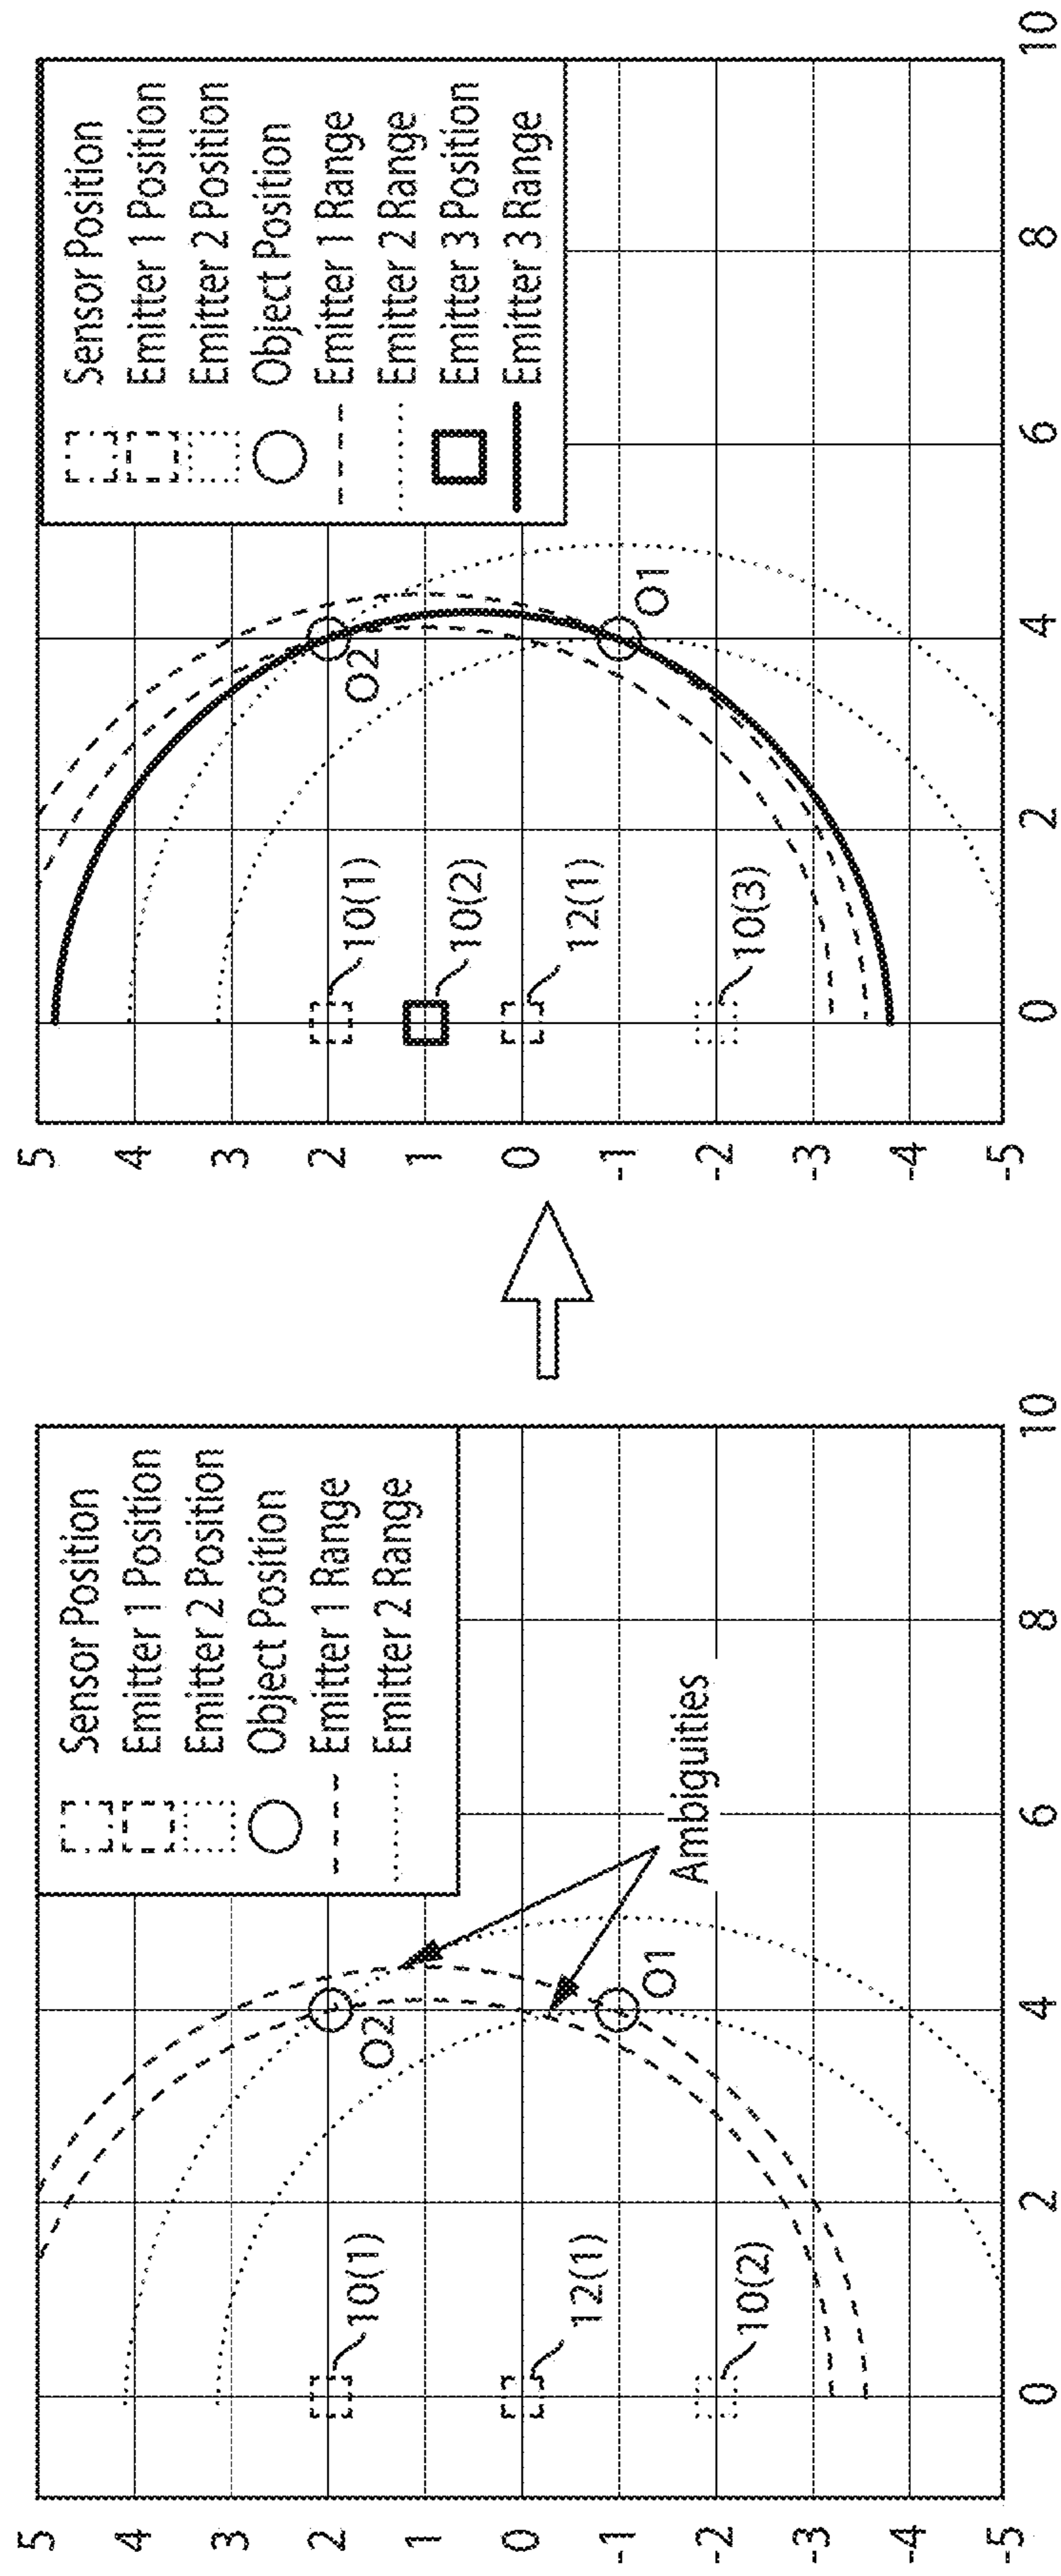 5
4
3
2
1
0
-1
-2
-3
-4
-5
0
2
4
6
8
10
Sensor Position
Emitter 1 Position
Emitter 2 Position
Object Position
Emitter 1 Range
Emitter 2 Range
10(1)
12(1)
10(2)
O2
O1
Ambiguities
5
4
3
2
1
0
-1
-2
-3
-4
-5
0
2
4
6
8
10
Sensor Position
Emitter 1 Position
Emitter 2 Position
Object Position
Emitter 1 Range
Emitter 2 Range
Emitter 3 Position
Emitter 3 Range
10(1)
10(2)
12(1)
10(3)
O2
O1